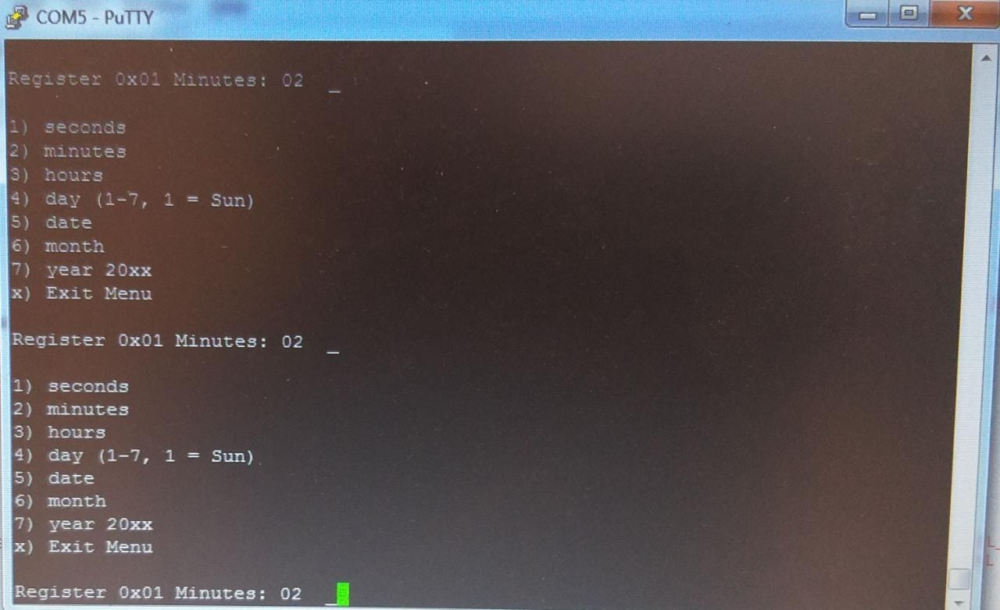 COM5 - PuTTY
Register 0x01 Minutes: 02 _
1) seconds
2) minutes
3) hours
4) day (1-7, 1 = Sun)
5) date
6) month
7) year 20xx
x) Exit Menu
Register 0x01 Minutes: 02 _
1) seconds
2) minutes
3) hours
4) day (1-7, 1 = Sun)
5) date
6) month
7) year 20xx
x) Exit Menu
Register 0x01 Minutes: 02 _